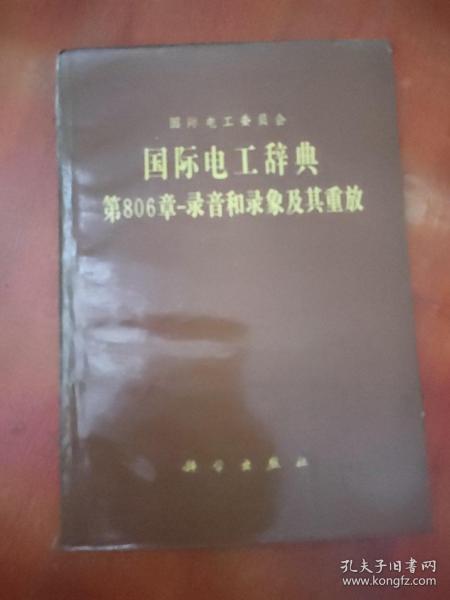 国际电工委员会
国际电工辞典
第806章-录音和录象及其重放
科学出版社
孔夫子旧书网
www.kongfz.com